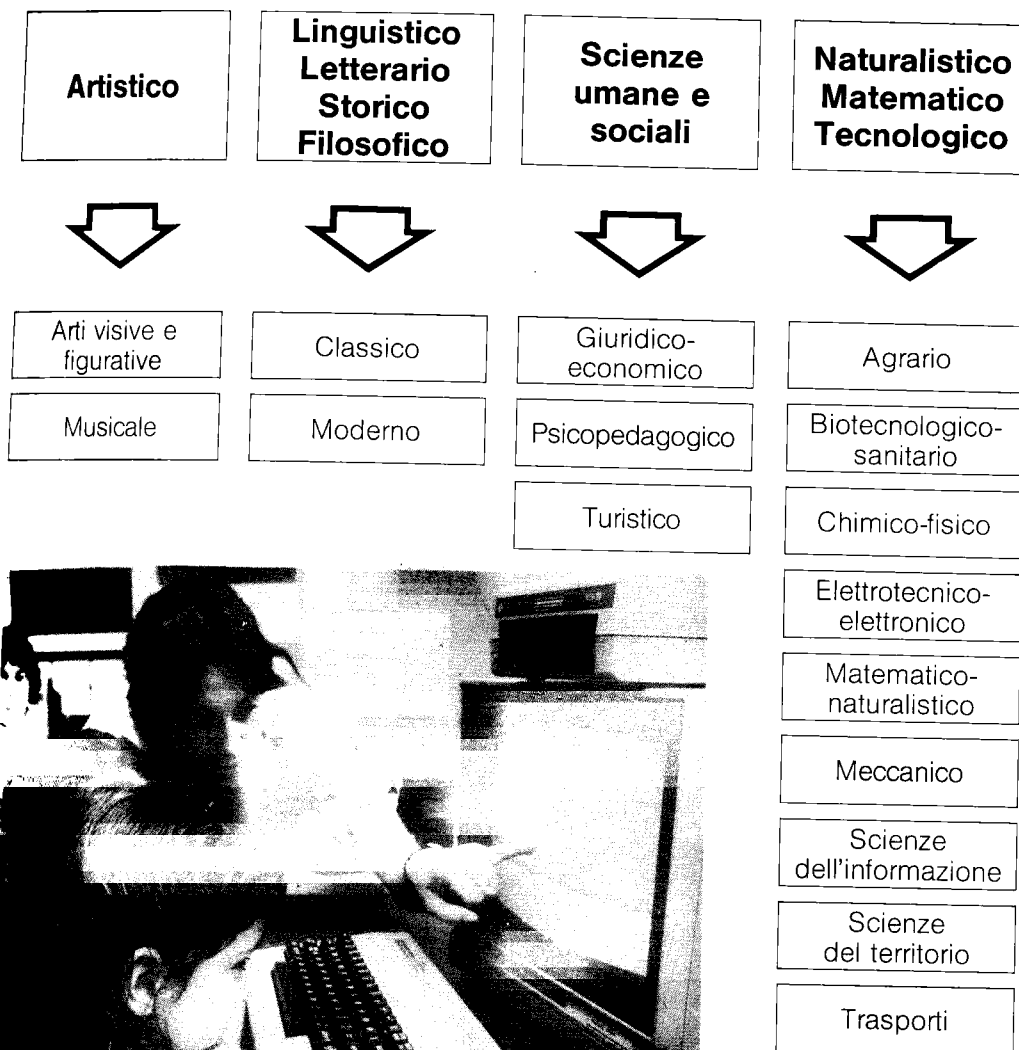 Artistico
Linguistico
Letterario
Storico
Filosofico
Scienze
umane e
sociali
Naturalistico
Matematico
Tecnologico
Arti visive e
figurative
Musicale
Classico
Moderno
Giuridico-
economico
Psicopedagogico
Turistico
Agrario
Biotecnologico-
sanitario
Chimico-fisico
Elettrotecnico-
elettronico
Matematico-
naturalistico
Meccanico
Scienze
dell'informazione
Scienze
del territorio
Trasporti